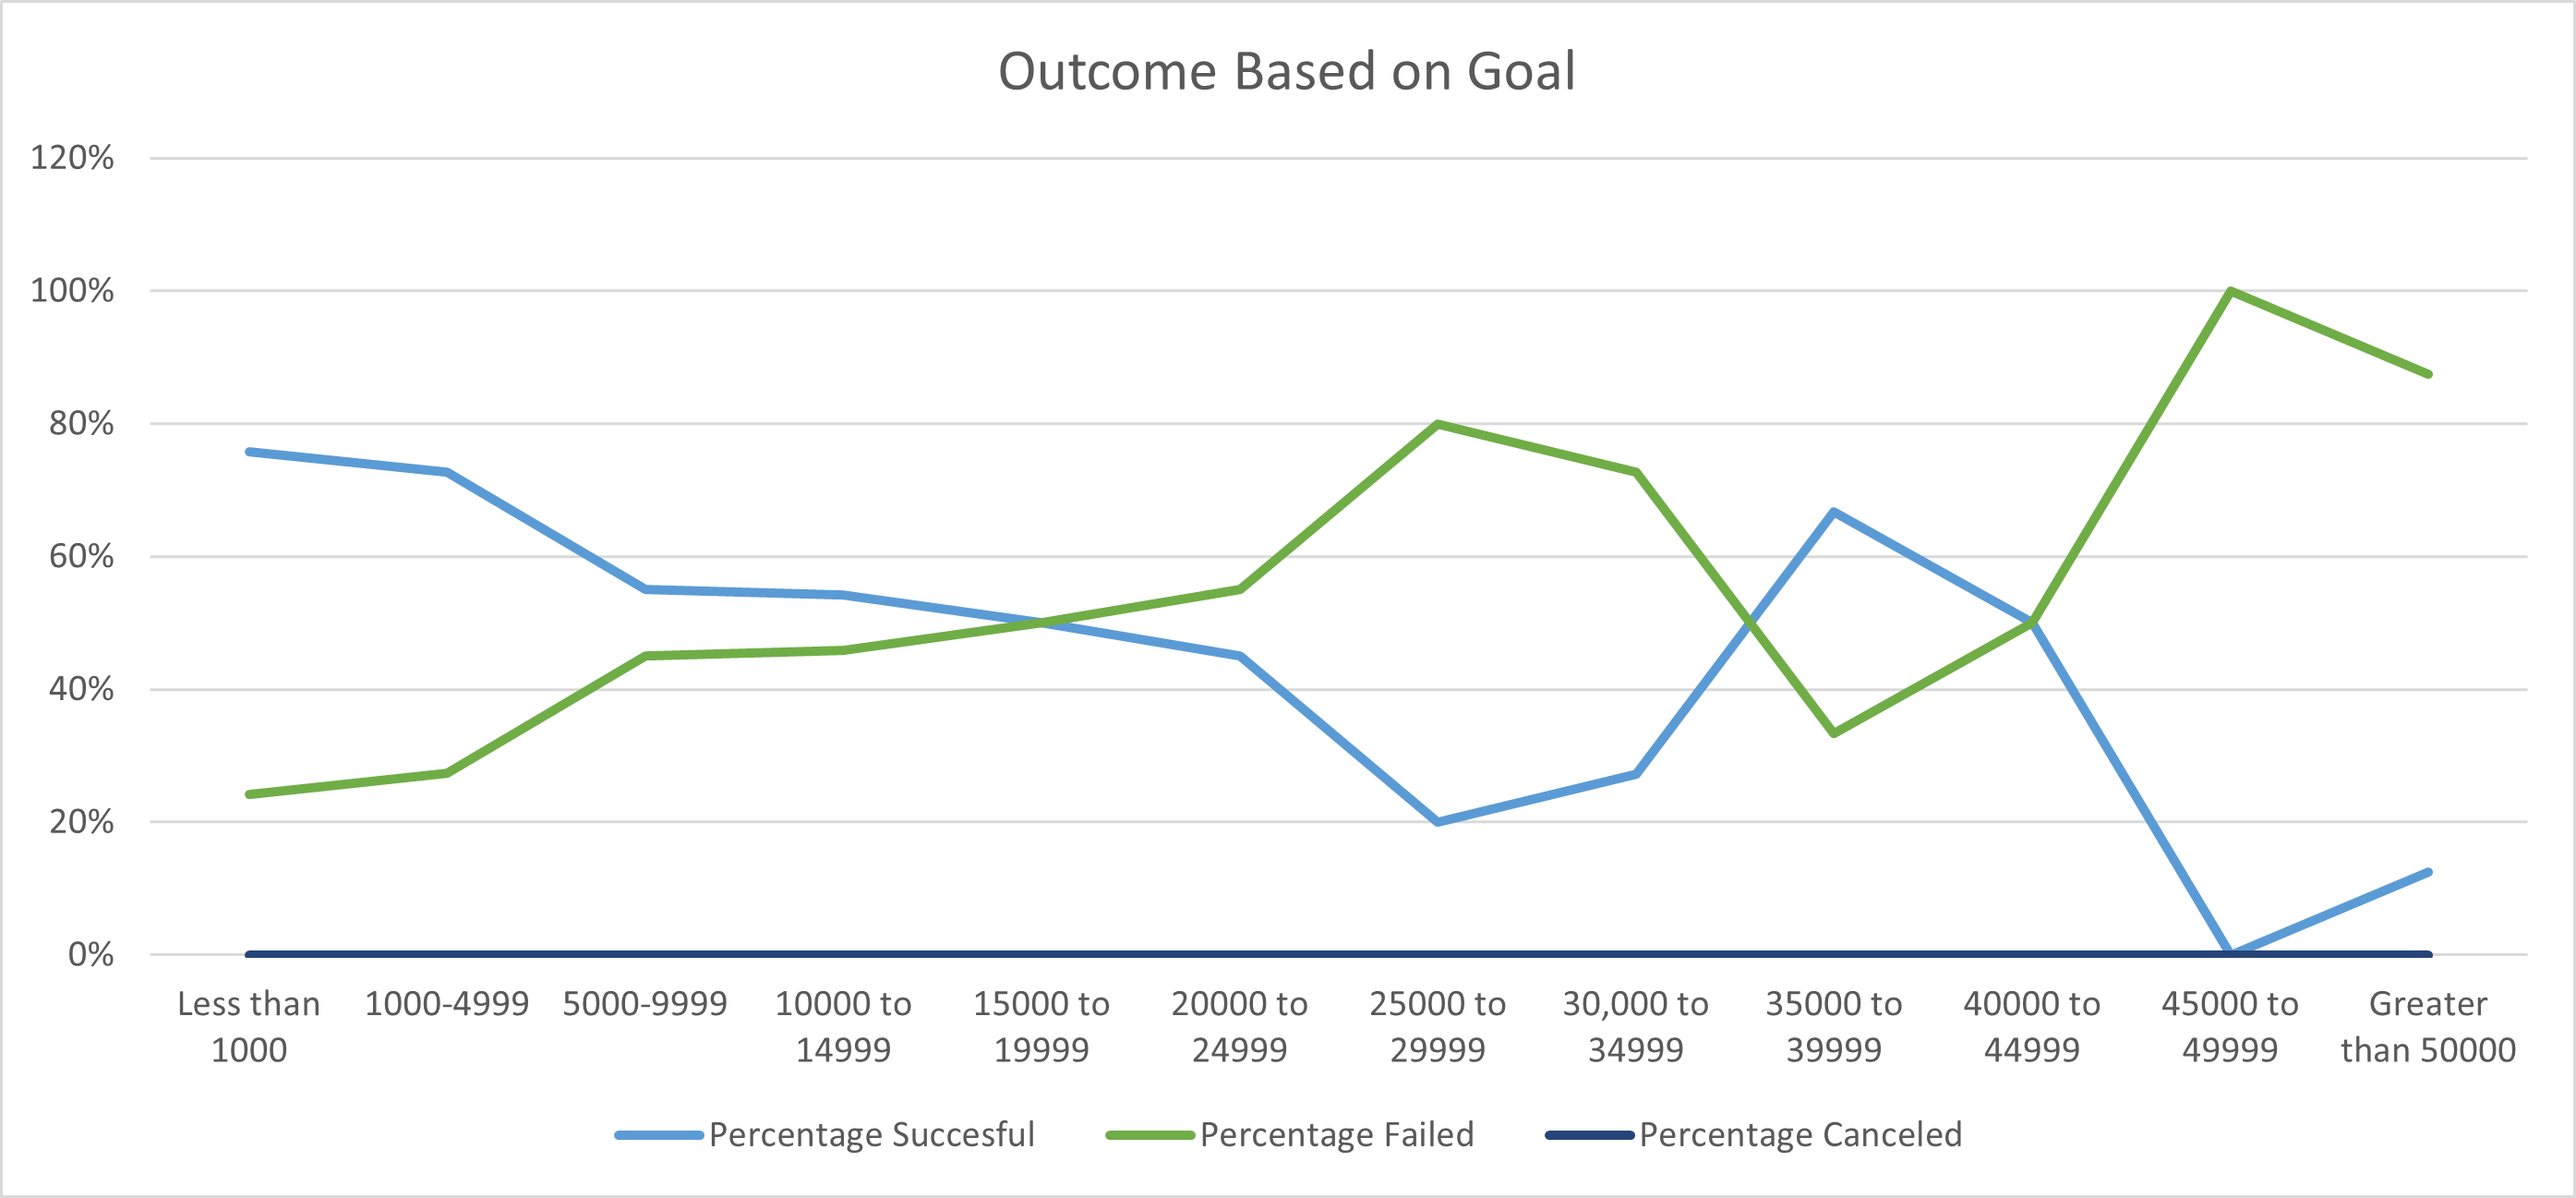 Outcome Based on Goal
120%
100%
80%
60%
40%
20%
0%
Less than
1000
1000-4999
5000-9999
10000 to
14999
15000 to
19999
20000 to
24999
25000 to
29999
30,000 to
34999
35000 to
39999
40000 to
44999
45000 to
49999
Greater
than 50000
Percentage Succesful
Percentage Failed
Percentage Canceled